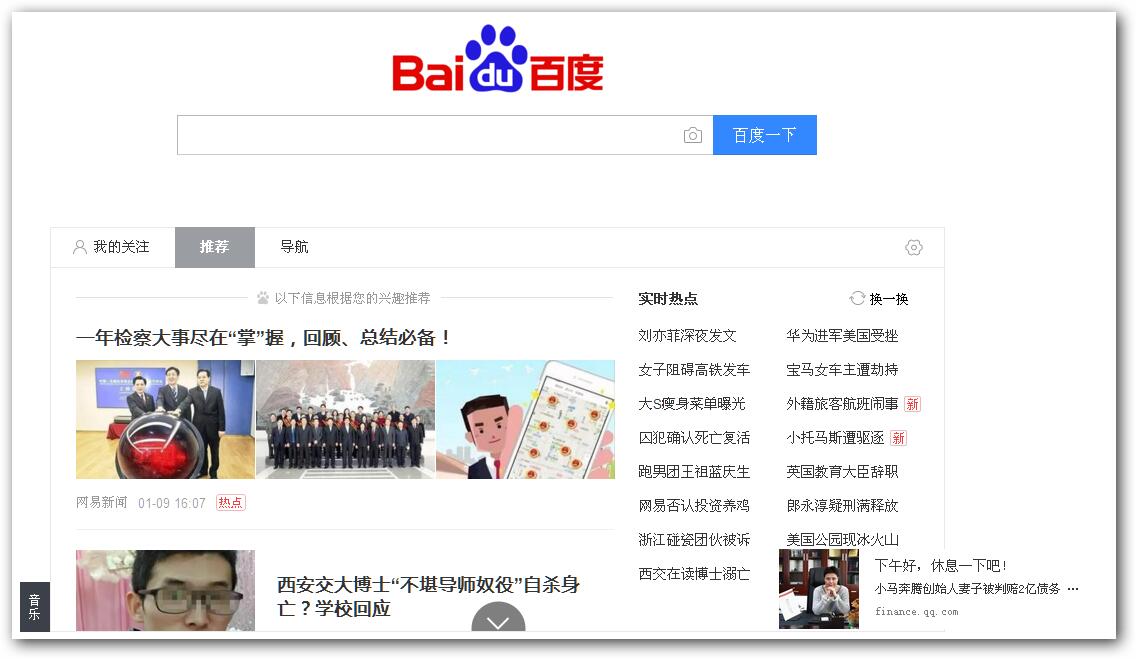 Bai du 百度
百度一下
我的关注 推荐 导航
以下信息根据您的兴趣推荐
一年检察大事尽在“掌”握，回顾、总结必备！
网易新闻 01-09 16:07 热点
西安交大博士“不堪导师奴役”自杀身
亡？学校回应
音
乐
实时热点 换一换
刘亦菲深夜发文 华为进军美国受挫
女子阻碍高铁发车 宝马女车主遭劫持
大S瘦身菜单曝光 外籍旅客航班闹事 新
囚犯确认死亡复活 小托马斯遭驱逐 新
跑男团王祖蓝庆生 英国教育大臣辞职
网易否认投资养鸡 郎永淳疑刑满释放
浙江碰瓷团伙被诉 美国公园现冰火山
西交在读博士溺亡
下午好，休息一下吧！
小马奔腾创始人妻子被判赔2亿债务 …
finance.qq.com